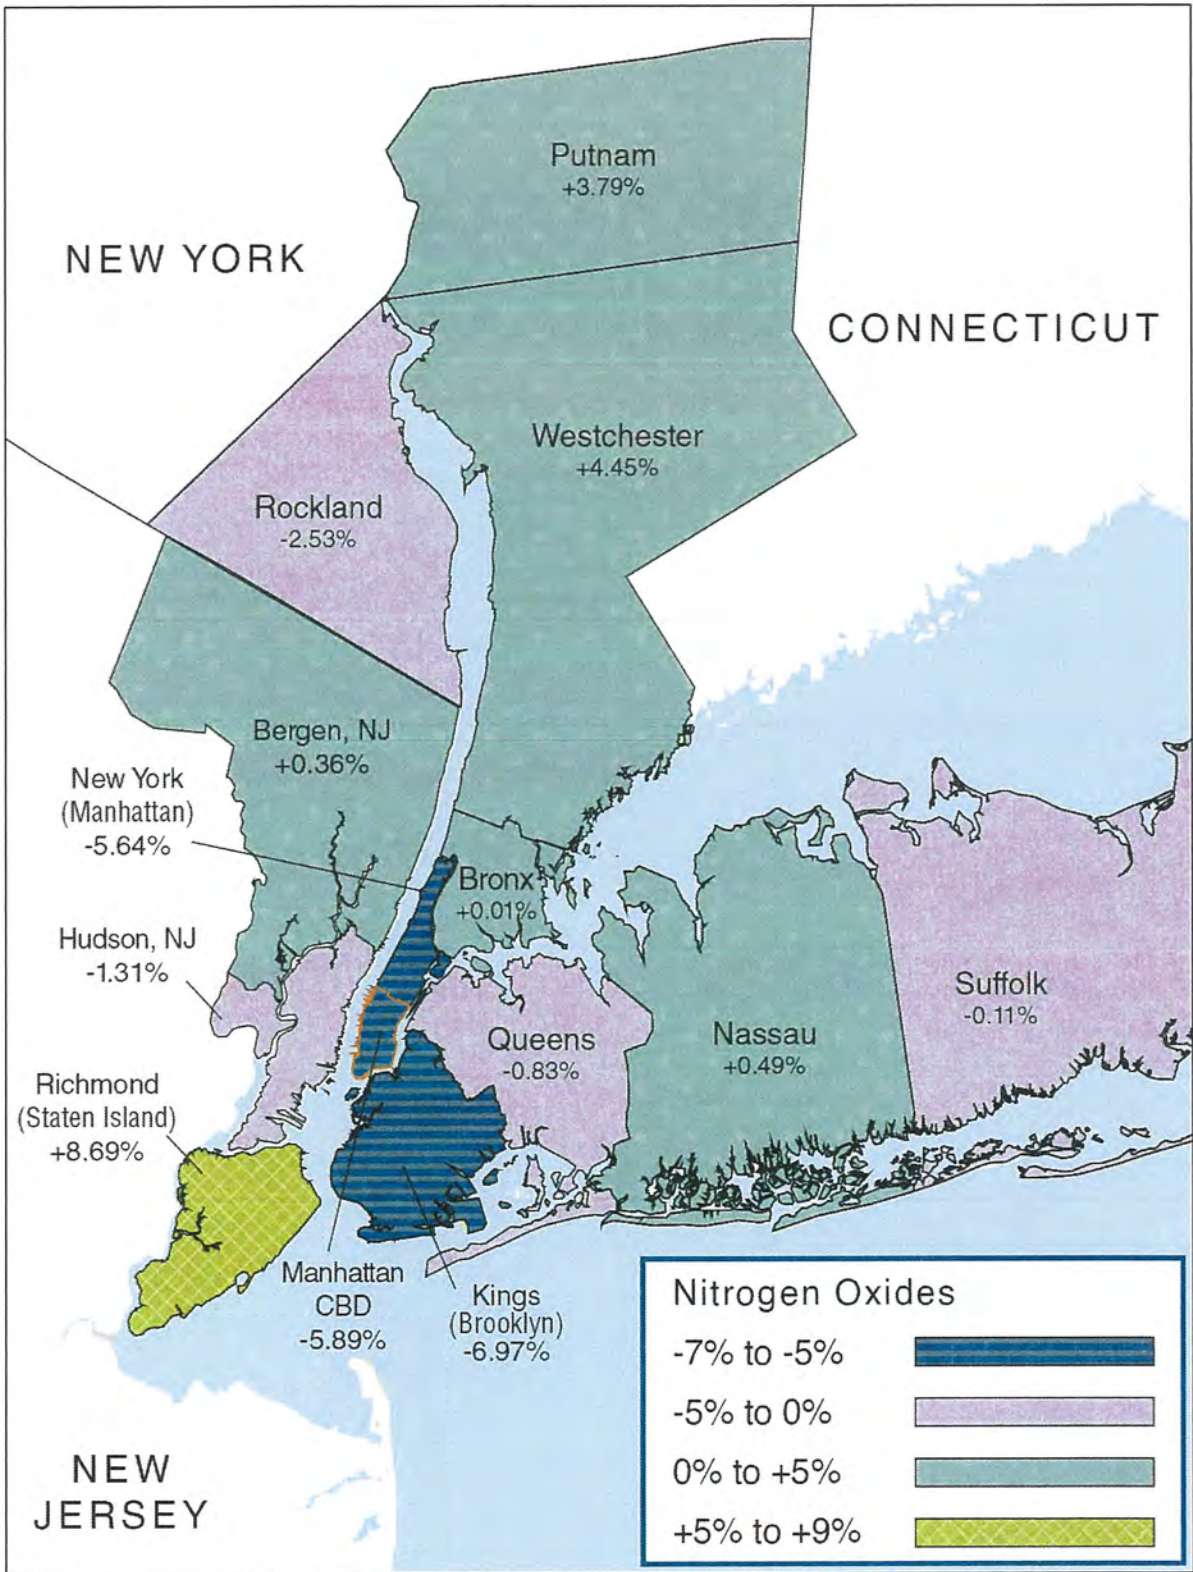 Putnam
+3.79%
NEW YORK
CONNECTICUT
Westchester
+4.45%
Rockland
-2.53%
Bergen, NJ
+0.36%
New York
(Manhattan)
-5.64%
Bronx
+0.01%
Hudson, NJ
-1.31%
Suffolk
-0.11%
Queens
-0.83%
Nassau
+0.49%
Richmond
(Staten Island)
+8.69%
Manhattan
CBD
-5.89%
Kings
(Brooklyn)
-6.97%
NEW
JERSEY
Nitrogen Oxides
-7% to -5%
-5% to 0%
0% to +5%
+5% to +9%